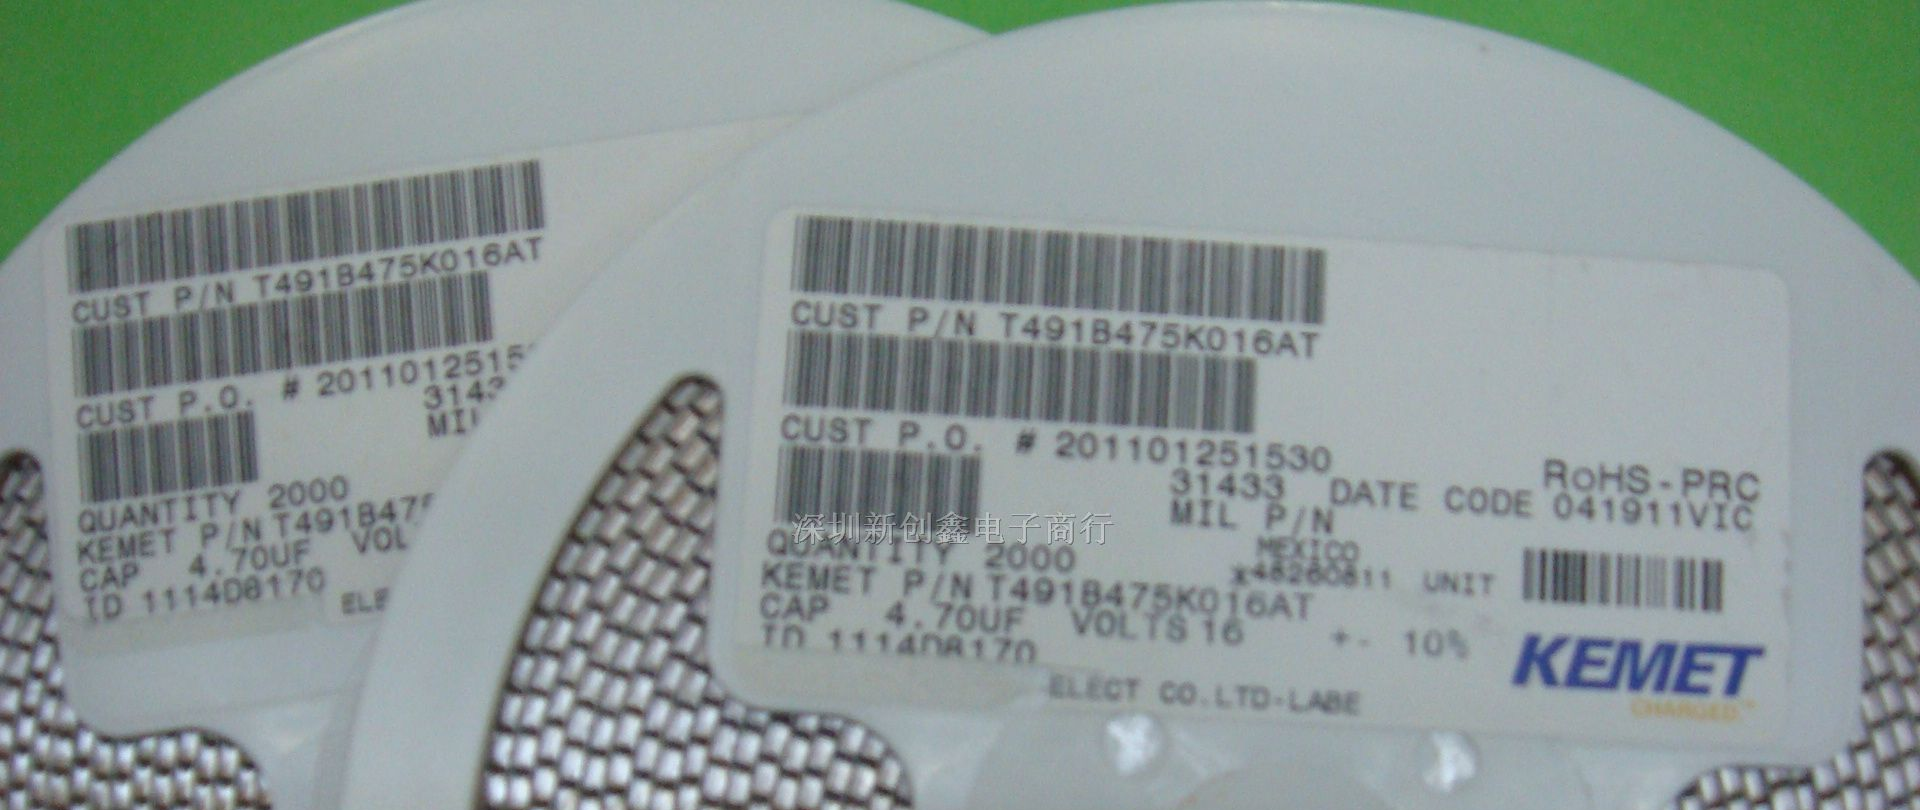 CUST P/N T491B475K016AT
CUST P.O. # 20110125153
3143
MIL
QUANTITY 2000
KEMET P/N T491B475
CAP 4.70UF VOL
ID 1114D8170
ELE
CUST P/N T491B475K016AT
CUST P.O. # 201101251530
RoHS-PRC
31433 DATE CODE 041911VIC
MIL P/N
深圳新创鑫电子商行
QUANTITY 2000
MEXICO
UNIT
KEMET P/N T491B475K016AT
CAP 4.70UF VOLTS 16 +- 10%
ID 1114D8170
KEMET
CHARGED.™
ELECT CO.LTD-LABE